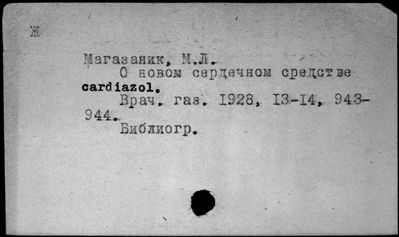 Ж
Магазаник, М.Л.
О новом сердечном средстве
cardiazol.
Врач. газ. 1928, 13-14, 943-
944.
Библиогр.